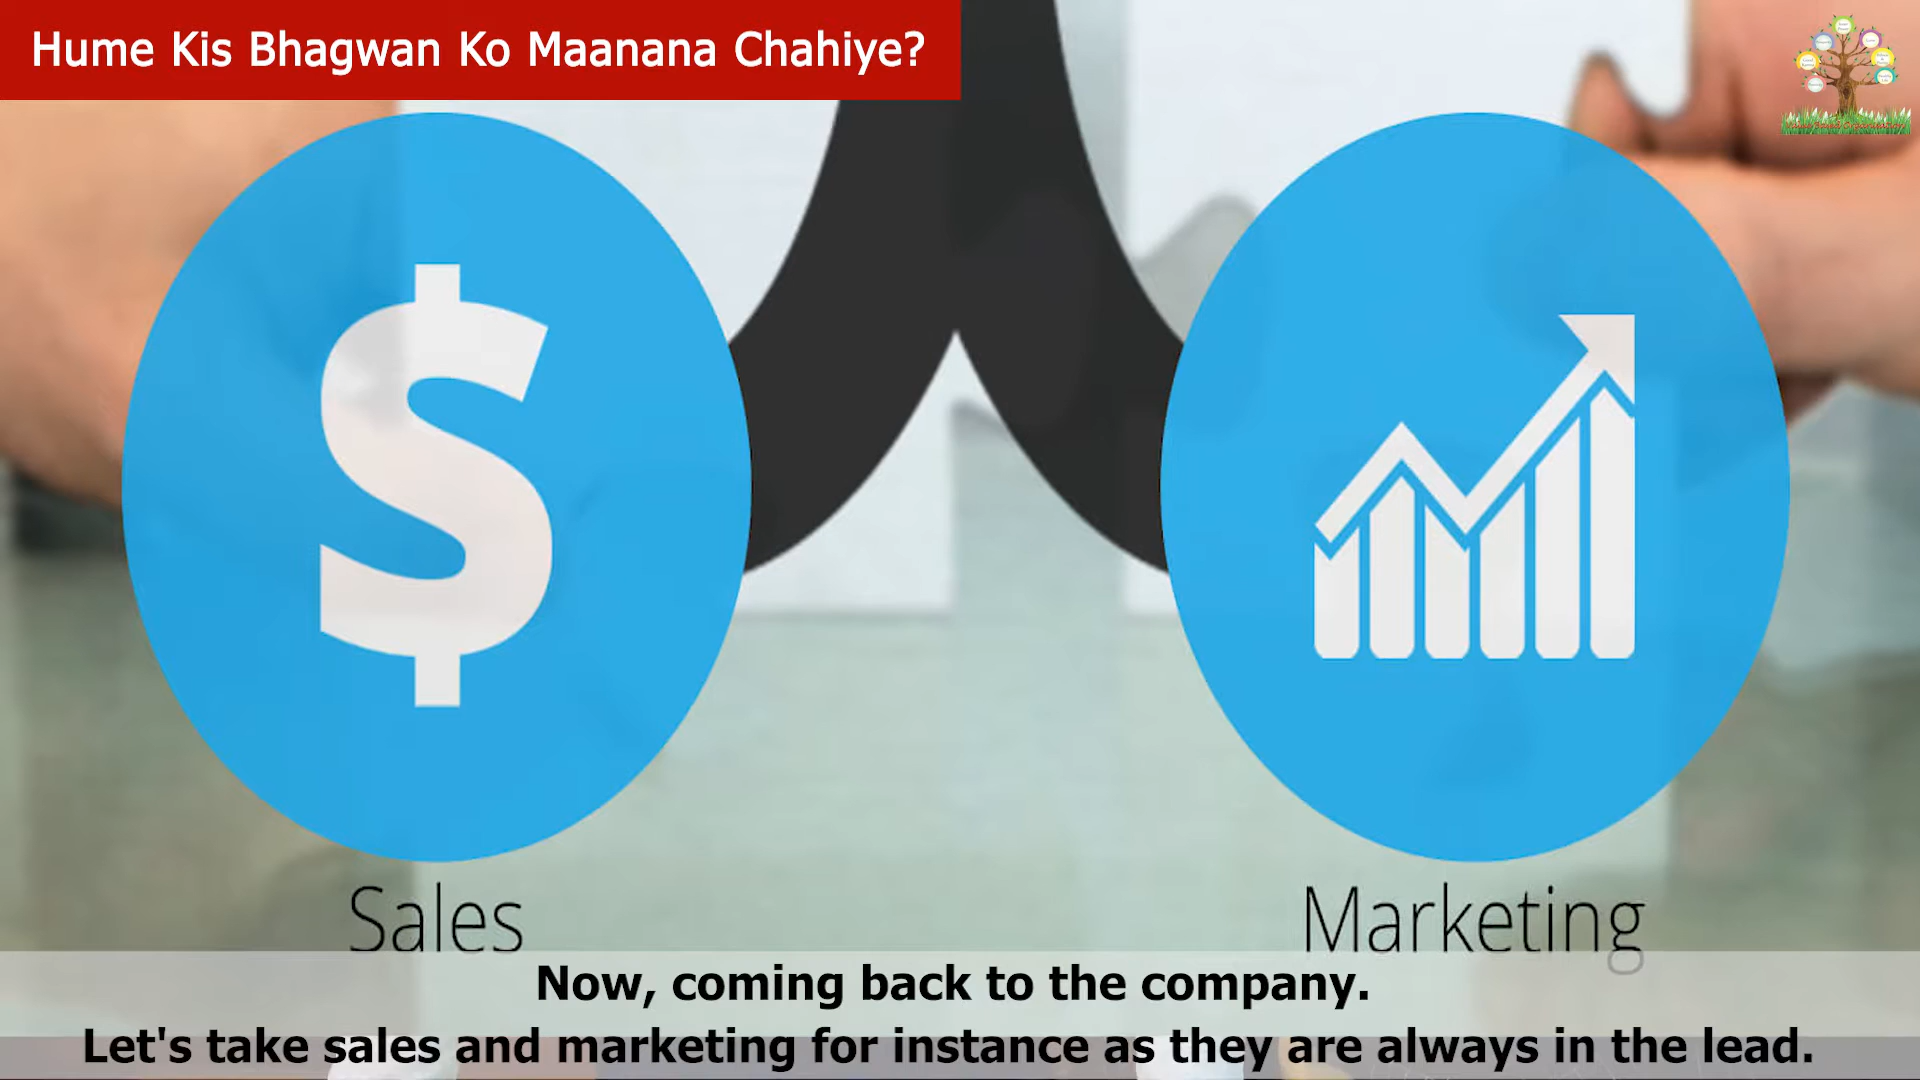 Hume Kis Bhagwan Ko Maanana Chahiye?
Sales
Marketing
Now, coming back to the company.
Let's take sales and marketing for instance as they are always in the lead.